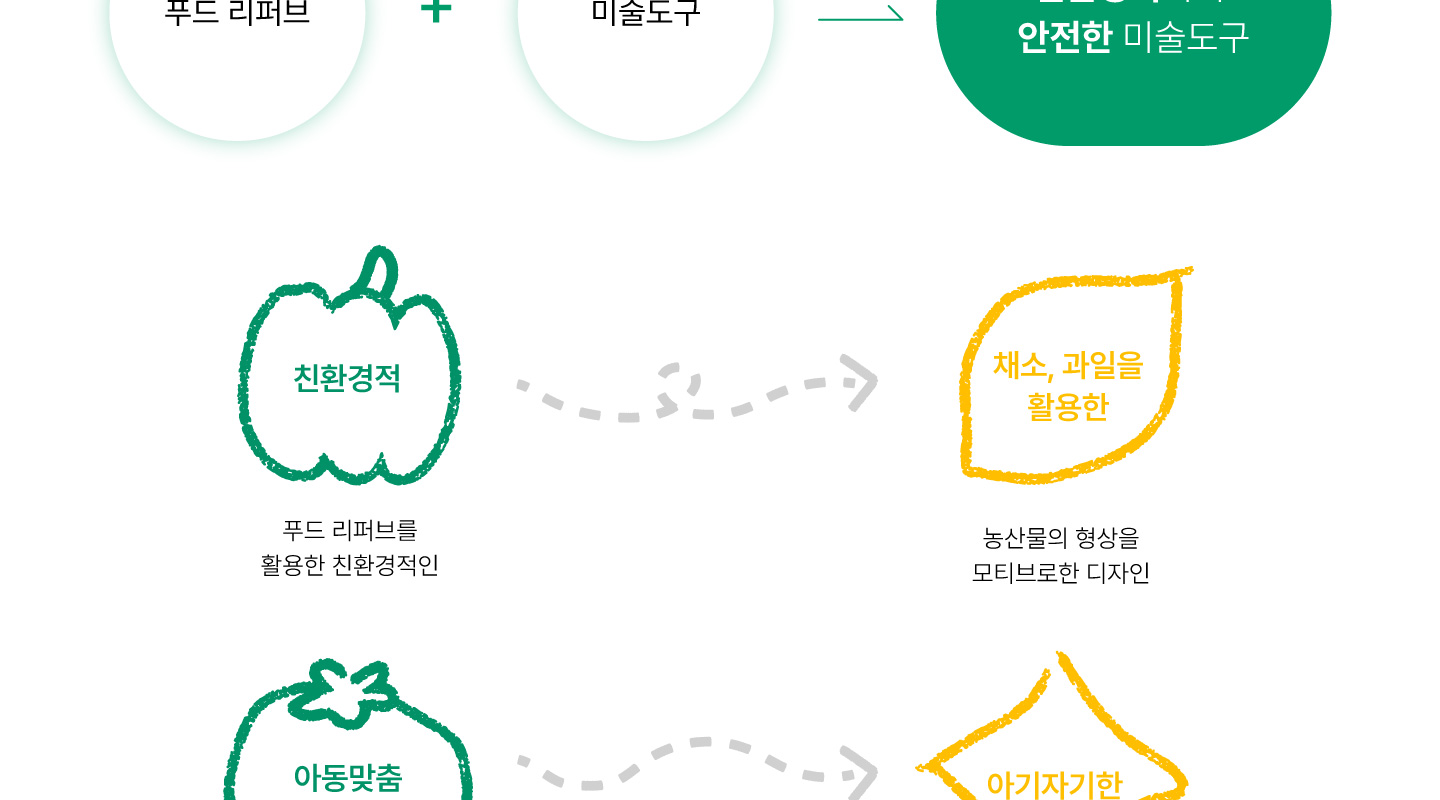 푸드 리퍼브
+
미술도구
안전한 미술도구
친환경적
채소, 과일을
활용한
푸드 리퍼브를
활용한 친환경적인
농산물의 형상을
모티브로한 디자인
아동맞춤
아기자기한